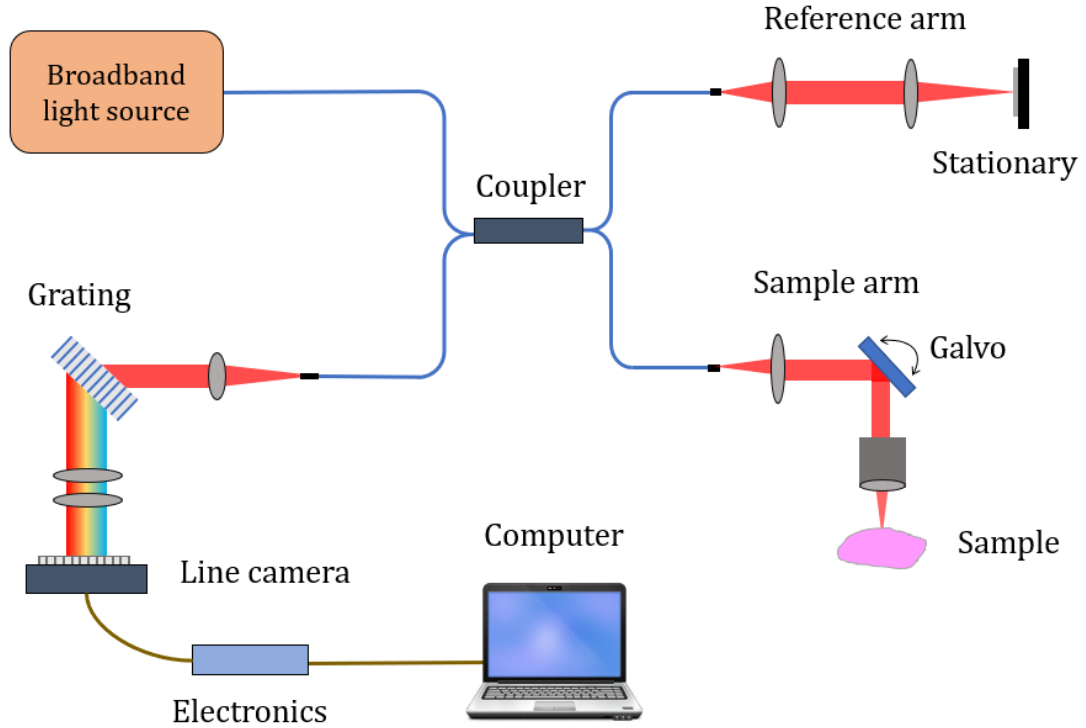 Reference arm
Broadband
light source
Stationary
Coupler
Grating
Sample arm
Galvo
Computer
Sample
Line camera
Electronics